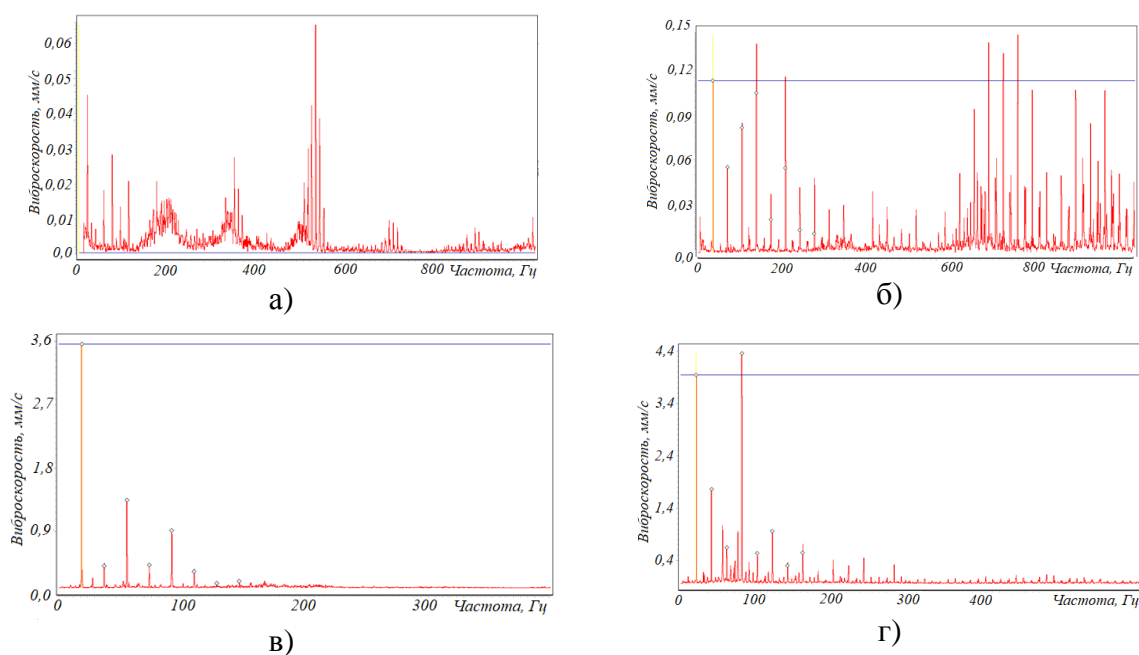 Виброскорость, мм/с
0,06
0,05
0,04
0,03
0,02
0,01
0,0
0 200 400 600 800 Частота, Гц
а)
Виброскорость, мм/с
0,15
0,12
0,09
0,06
0,03
0,0
0 200 400 600 800 Частота, Гц
б)
Виброскорость, мм/с
3,6
2,7
1,8
0,9
0,0
0 100 200 300 Частота, Гц
в)
Виброскорость, мм/с
4,4
3,4
2,4
1,4
0,4
0 100 200 300 400 Частота, Гц
г)